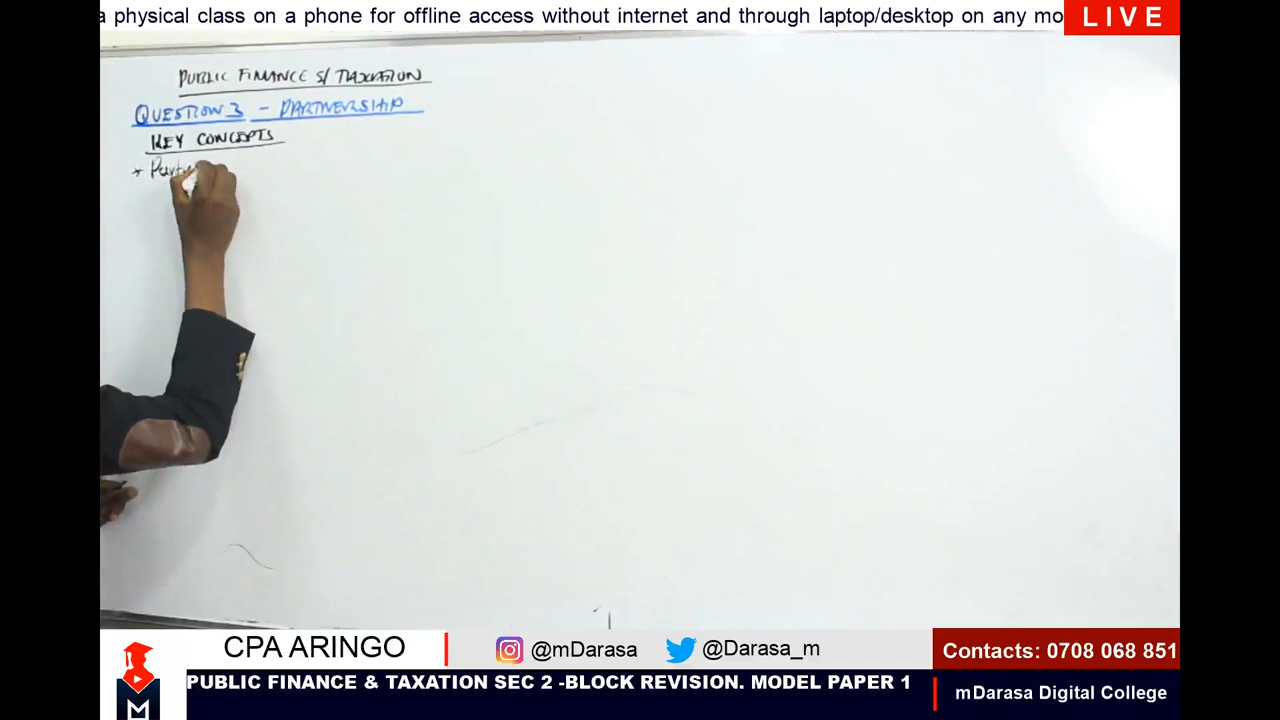 a physical class on a phone for offline access without internet and through laptop/desktop on any mo
LIVE
PUBLIC FINANCE & TAXATION
QUESTION 3 - PARTNERSHIP
KEY CONCEPTS
CPA ARINGO
@mDarasa
@Darasa_m
Contacts: 0708 068 851
PUBLIC FINANCE & TAXATION SEC 2 -BLOCK REVISION. MODEL PAPER 1
mDarasa Digital College
M